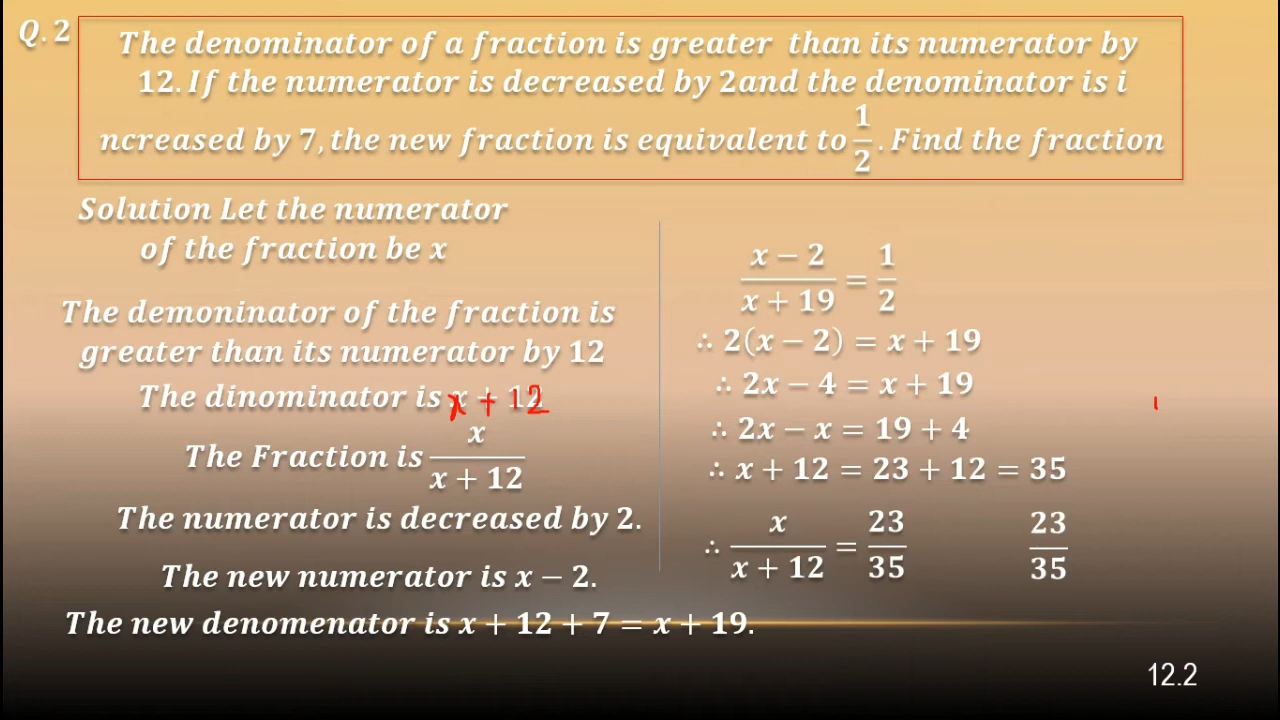 Q. 2
The denominator of a fraction is greater than its numerator by
12. If the numerator is decreased by 2and the denominator is i
ncreased by 7, the new fraction is equivalent to 1/2 . Find the fraction
Solution Let the numerator
of the fraction be x
The demoninator of the fraction is
greater than its numerator by 12
The dinominator is x + 12
x + 12
The Fraction is x/(x + 12)
The numerator is decreased by 2.
The new numerator is x − 2.
The new denomenator is x + 12 + 7 = x + 19.
(x − 2)/(x + 19) = 1/2
∴ 2(x − 2) = x + 19
∴ 2x − 4 = x + 19
∴ 2x − x = 19 + 4
∴ x + 12 = 23 + 12 = 35
∴ x/(x + 12) = 23/35 23/35
12.2